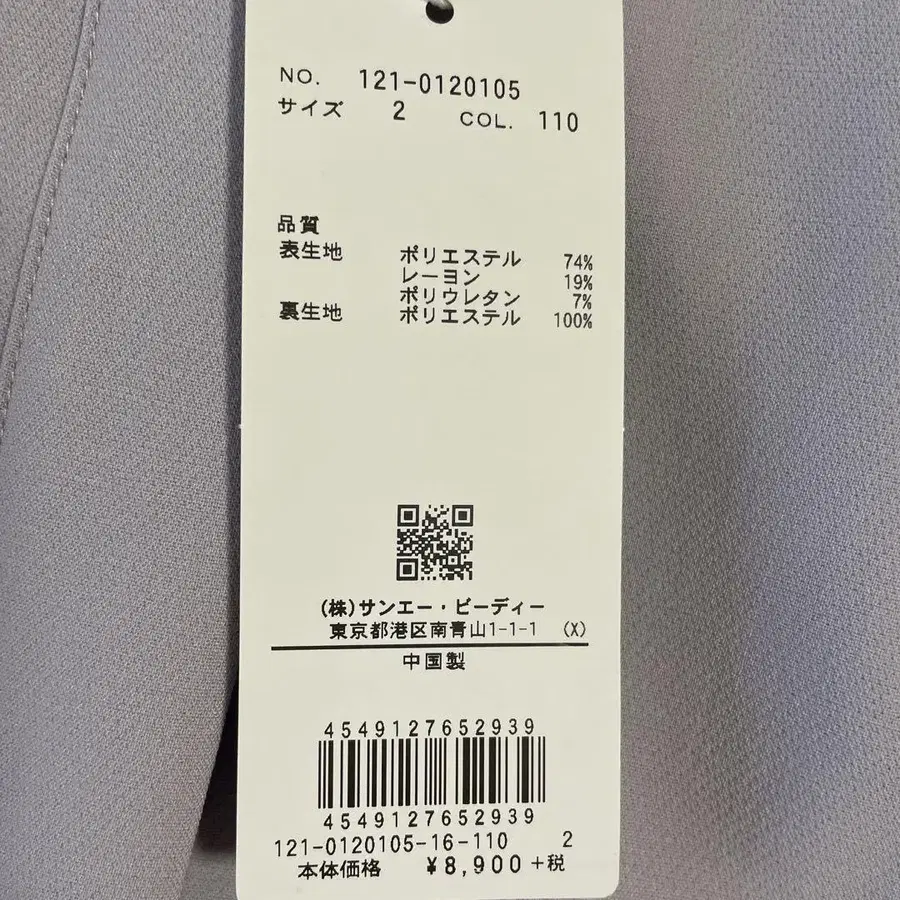 NO. 121-0120105
サイズ 2 COL. 110
品質
表生地 ポリエステル 74%
レーヨン 19%
ポリウレタン 7%
裏生地 ポリエステル 100%
(株)サンエー・ビーディー
東京都港区南青山1-1-1 (X)
中国製
4549127652939
4549127652939
121-0120105-16-110 2
本体価格 ¥8,900+税